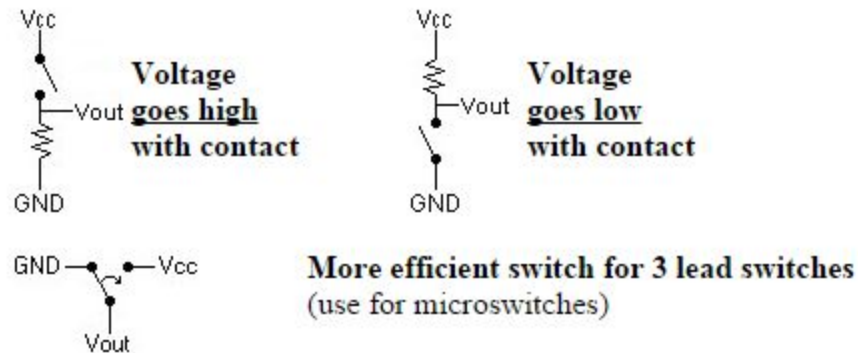 Vcc
Voltage
goes high
with contact
Vout
GND
Vcc
Voltage
goes low
with contact
Vout
GND
GND
Vcc
Vout
More efficient switch for 3 lead switches
(use for microswitches)